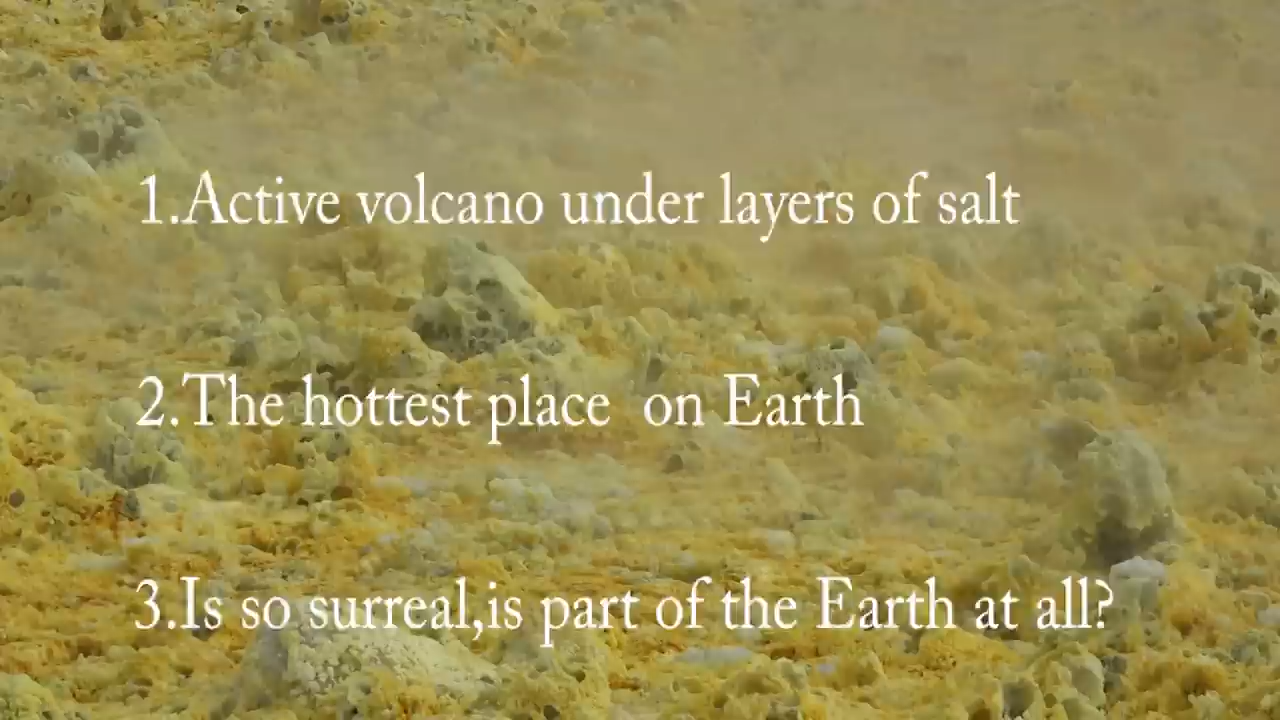 1.Active volcano under layers of salt
2.The hottest place on Earth
3.Is so surreal,is part of the Earth at all?